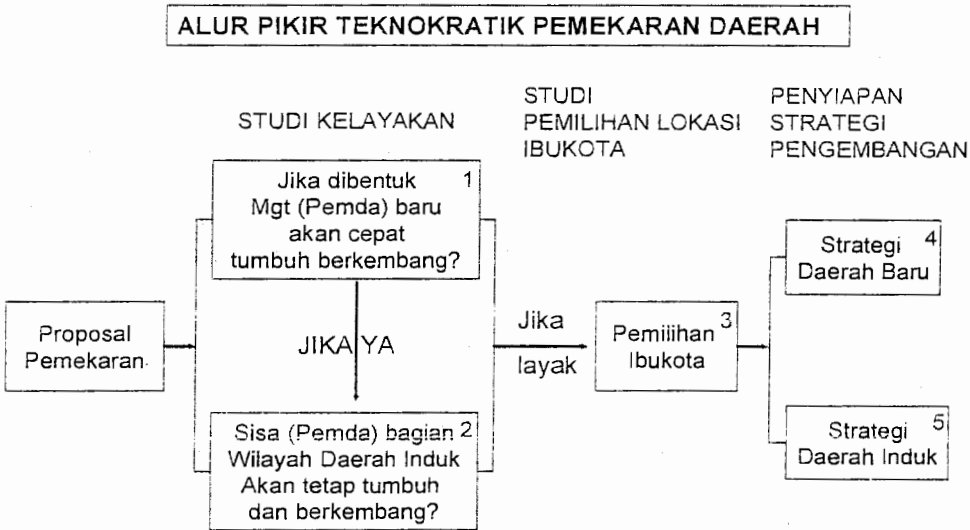 ALUR PIKIR TEKNOKRATIK PEMEKARAN DAERAH
STUDI KELAYAKAN
STUDI
PEMILIHAN LOKASI
IBUKOTA
PENYIAPAN
STRATEGI
PENGEMBANGAN
Proposal
Pemekaran
Jika dibentuk 1
Mgt (Pemda) baru
akan cepat
tumbuh berkembang?
JIKA YA
Sisa (Pemda) bagian 2
Wilayah Daerah Induk
Akan tetap tumbuh
dan berkembang?
Jika
layak
Pemilihan 3
Ibukota
Strategi 4
Daerah Baru
Strategi 5
Daerah Induk